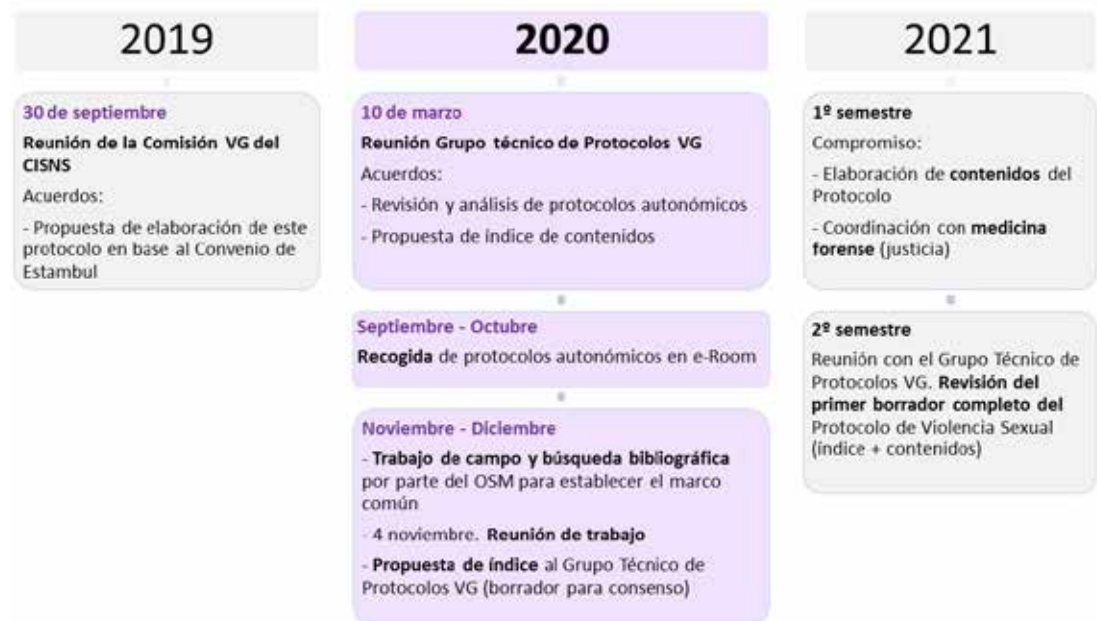 2019
30 de septiembre
Reunión de la Comisión VG del
CISNS
Acuerdos:
- Propuesta de elaboración de este
protocolo en base al Convenio de
Estambul
2020
10 de marzo
Reunión Grupo técnico de Protocolos VG
Acuerdos:
- Revisión y análisis de protocolos autonómicos
- Propuesta de índice de contenidos
Septiembre - Octubre
Recogida de protocolos autonómicos en e-Room
Noviembre - Diciembre
- Trabajo de campo y búsqueda bibliográfica
por parte del OSM para establecer el marco
común
- 4 noviembre. Reunión de trabajo
- Propuesta de índice al Grupo Técnico de
Protocolos VG (borrador para consenso)
2021
1º semestre
Compromiso:
- Elaboración de contenidos del
Protocolo
- Coordinación con medicina
forense (justicia)
2º semestre
Reunión con el Grupo Técnico de
Protocolos VG. Revisión del
primer borrador completo del
Protocolo de Violencia Sexual
(índice + contenidos)